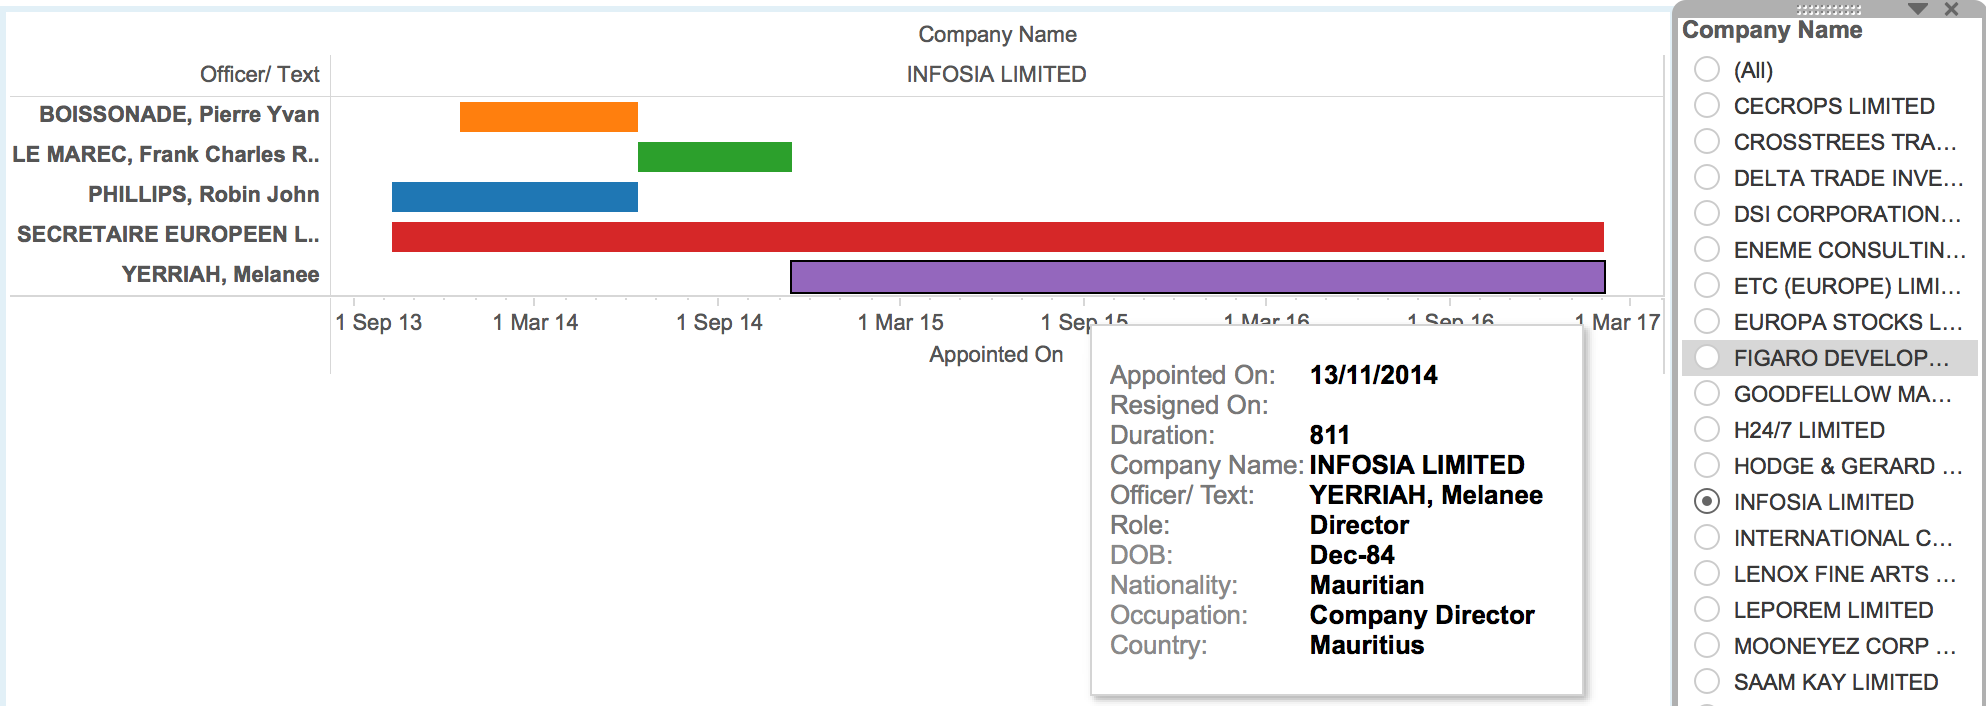 Company Name
Officer/ Text
INFOSIA LIMITED
BOISSONADE, Pierre Yvan
LE MAREC, Frank Charles R..
PHILLIPS, Robin John
SECRETAIRE EUROPEEN L..
YERRIAH, Melanee
1 Sep 13 1 Mar 14 1 Sep 14 1 Mar 15 1 Sep 15 1 Mar 16 1 Sep 16 1 Mar 17
Appointed On
Appointed On: 13/11/2014
Resigned On:
Duration: 811
Company Name: INFOSIA LIMITED
Officer/ Text: YERRIAH, Melanee
Role: Director
DOB: Dec-84
Nationality: Mauritian
Occupation: Company Director
Country: Mauritius
Company Name
(All)
CECROPS LIMITED
CROSSTREES TRA...
DELTA TRADE INVE...
DSI CORPORATION...
ENEME CONSULTIN...
ETC (EUROPE) LIMI...
EUROPA STOCKS L...
FIGARO DEVELOP...
GOODFELLOW MA...
H24/7 LIMITED
HODGE & GERARD ...
INFOSIA LIMITED
INTERNATIONAL C...
LENOX FINE ARTS ...
LEPOREM LIMITED
MOONEYEZ CORP ...
SAAM KAY LIMITED